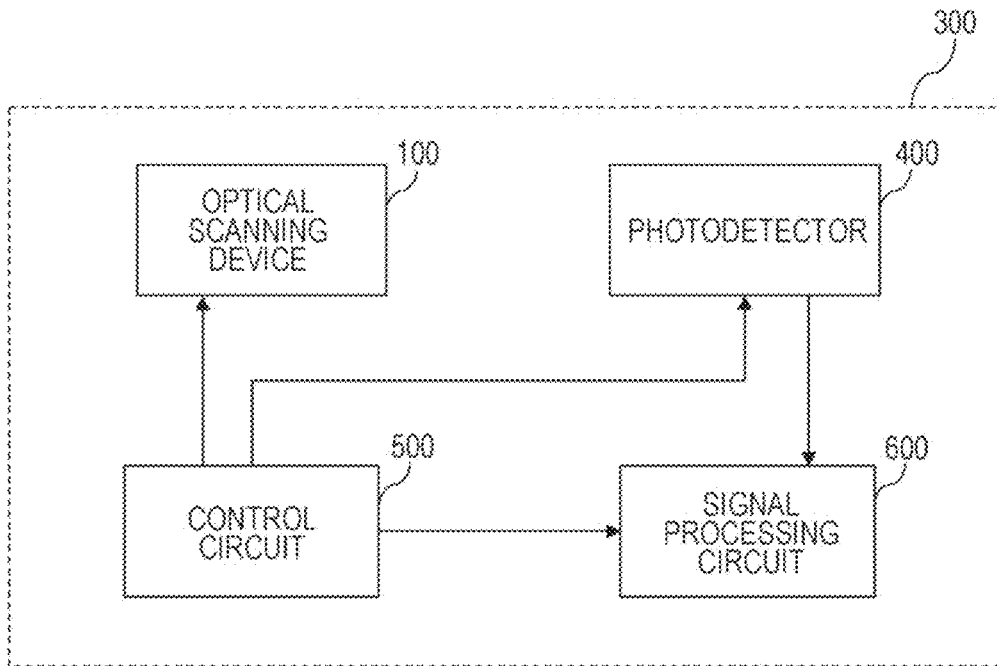 300
100
OPTICAL
SCANNING
DEVICE
400
PHOTODETECTOR
500
CONTROL
CIRCUIT
600
SIGNAL
PROCESSING
CIRCUIT